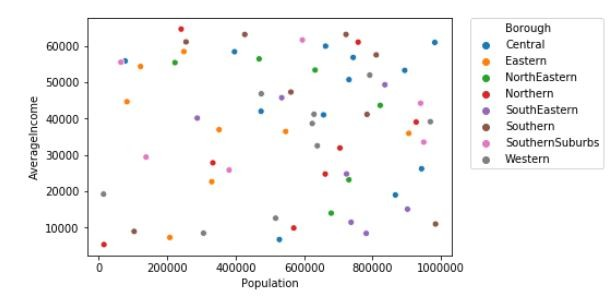 60000
50000
40000
30000
20000
10000
AverageIncome
0 200000 400000 600000 800000 1000000
Population
Borough
Central
Eastern
NorthEastern
Northern
SouthEastern
Southern
SouthernSuburbs
Western